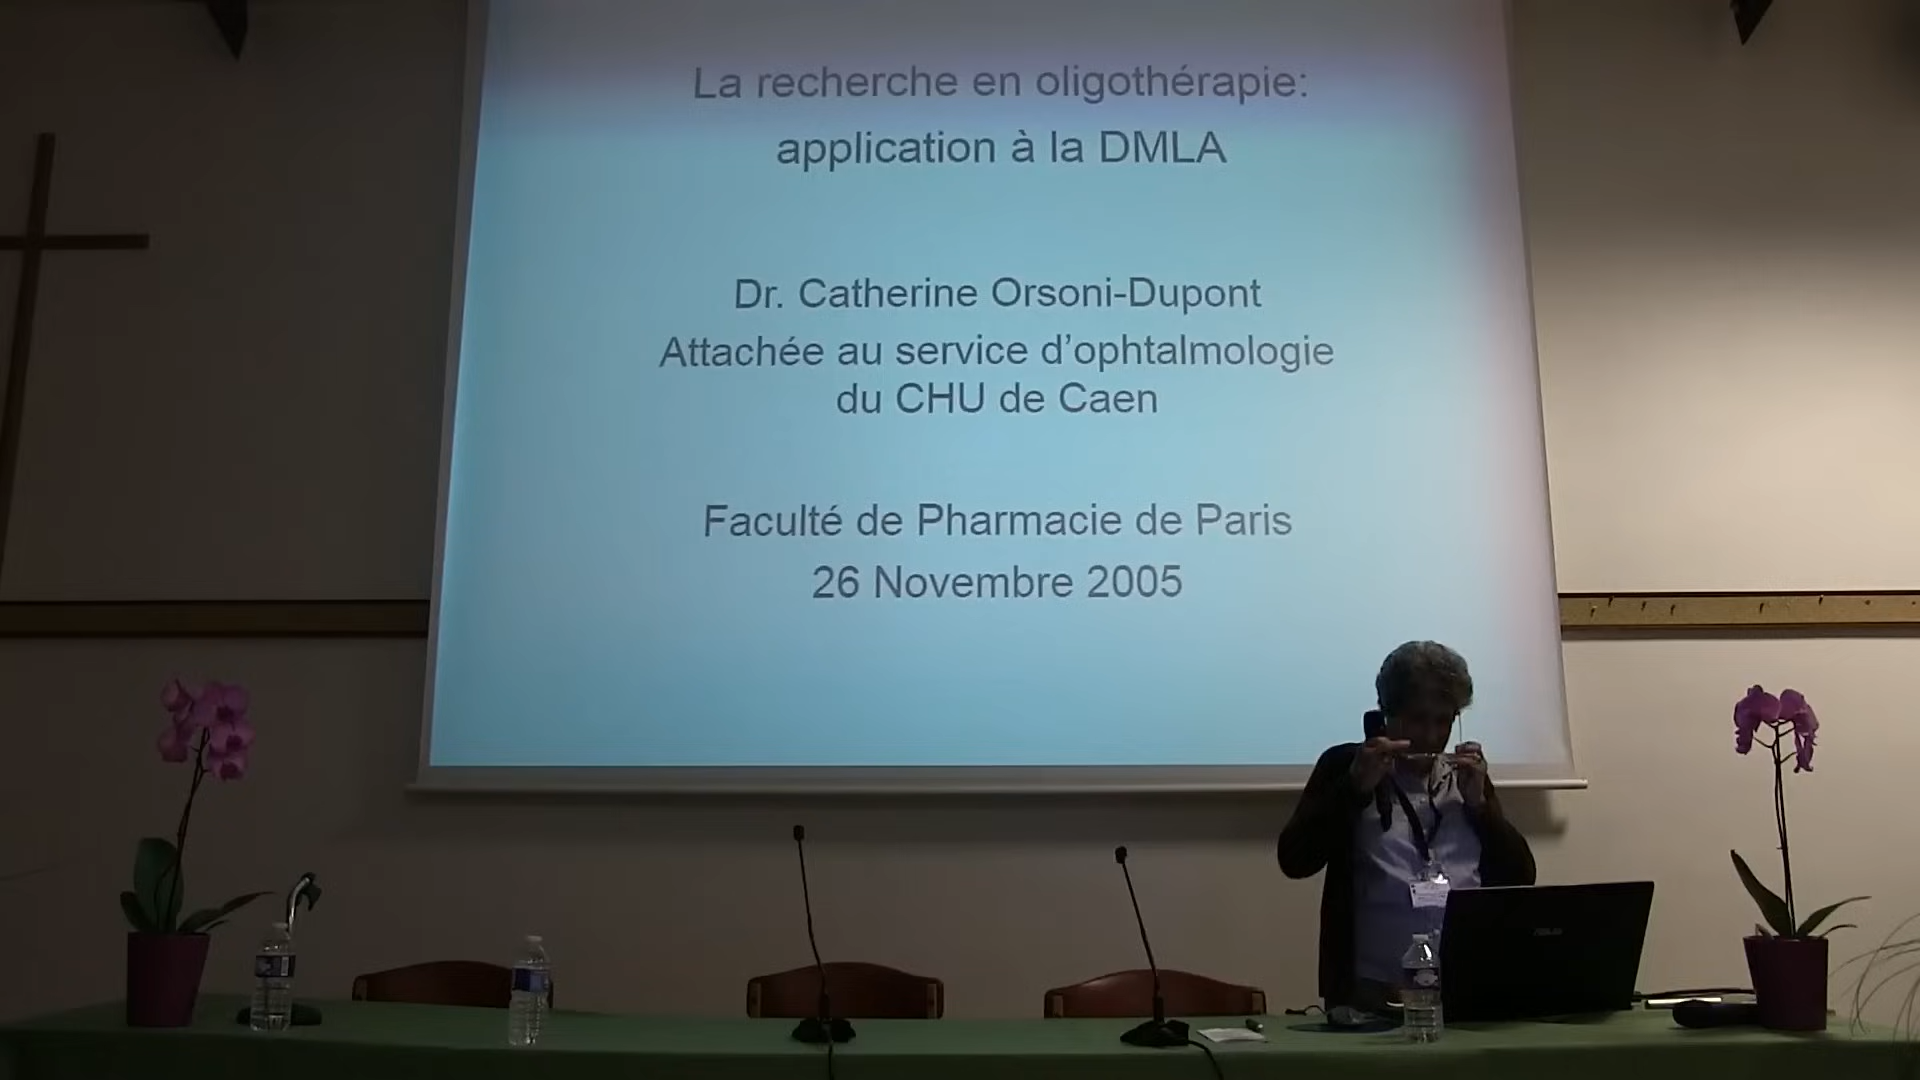 La recherche en oligothérapie:
application à la DMLA
Dr. Catherine Orsoni-Dupont
Attachée au service d’ophtalmologie
du CHU de Caen
Faculté de Pharmacie de Paris
26 Novembre 2005
ASUS